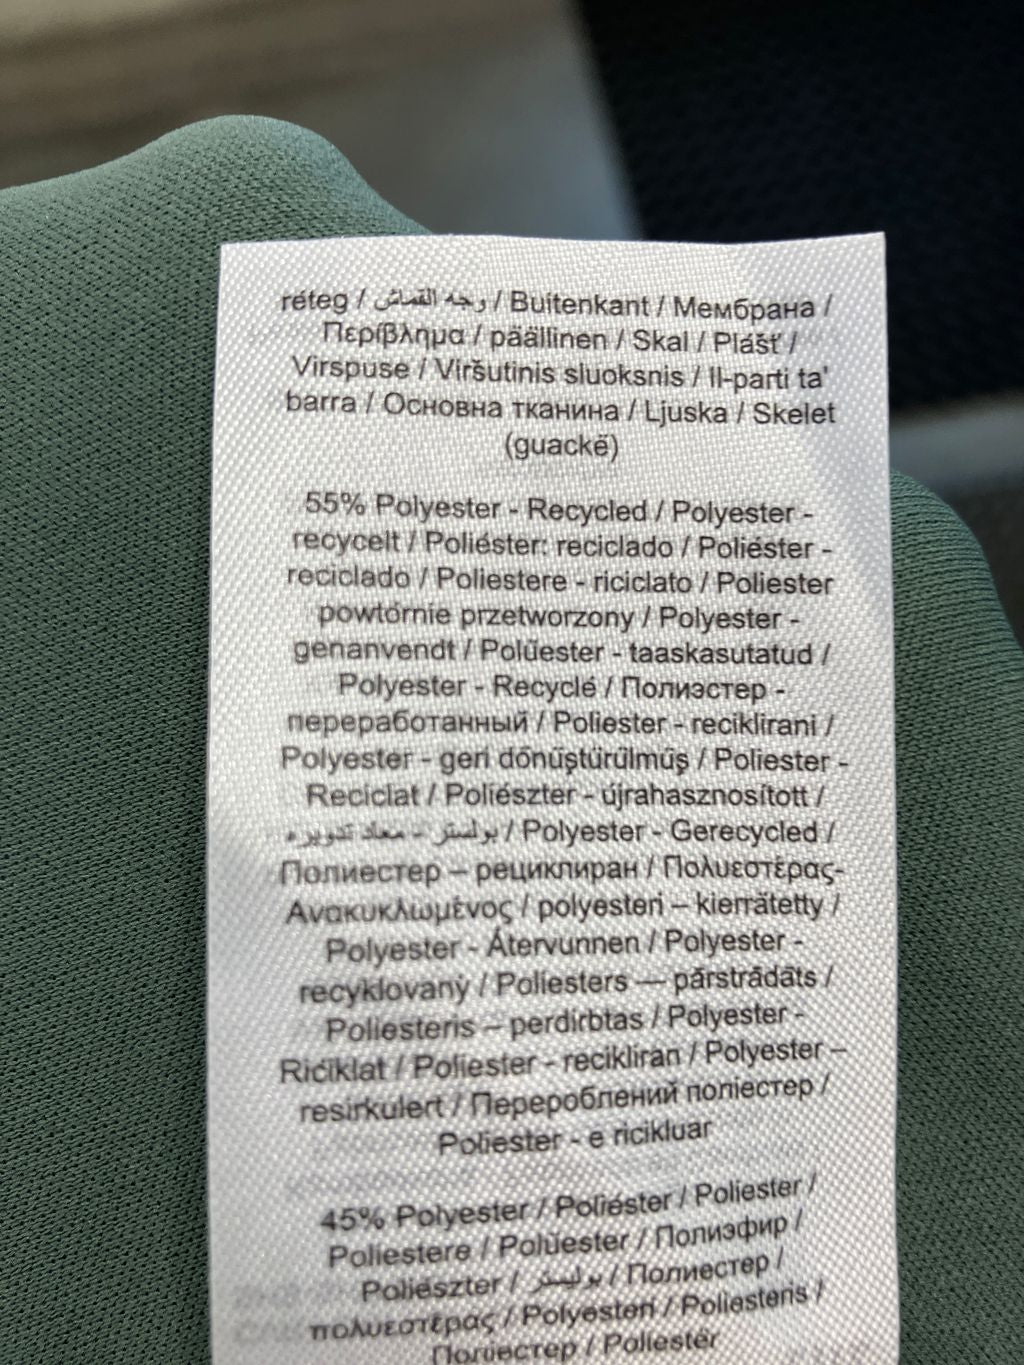 réteg / وجه القماش / Buitenkant / Мембрана /
Περίβλημα / päällinen / Skal / Plášť /
Virspuse / Viršutinis sluoksnis / Il-parti ta'
barra / Основна тканина / Ljuska / Skelet
(guackë)
55% Polyester - Recycled / Polyester -
recycelt / Poliéster: reciclado / Poliéster -
reciclado / Poliestere - riciclato / Poliester
powtórnie przetworzony / Polyester -
genanvendt / Polüester - taaskasutatud /
Polyester - Recyclé / Полиэстер -
переработанный / Poliester - reciklirani /
Polyester - geri dönüştürülmüş / Poliester -
Reciclat / Poliészter - újrahasznosított /
بولستر - معاد تدويره / Polyester - Gerecycled /
Полиестер – рециклиран / Πολυεστέρας-
Ανακυκλωμένος / polyesteri – kierrätetty /
Polyester - Återvunnen / Polyester -
recyklovaný / Poliesters — pārstrādāts /
Poliesteris – perdirbtas / Polyester -
Riċiklat / Poliester - recikliran / Polyester –
resirkulert / Перероблений поліестер /
Poliester - e ricikluar
45% Polyester / Poliéster / Poliester /
Poliestere / Polüester / Полиэфир /
Poliészter / بوليستر / Полиестер /
πολυεστέρας / Polyesteri / Poliesteris /
Поліестер / Poliestër